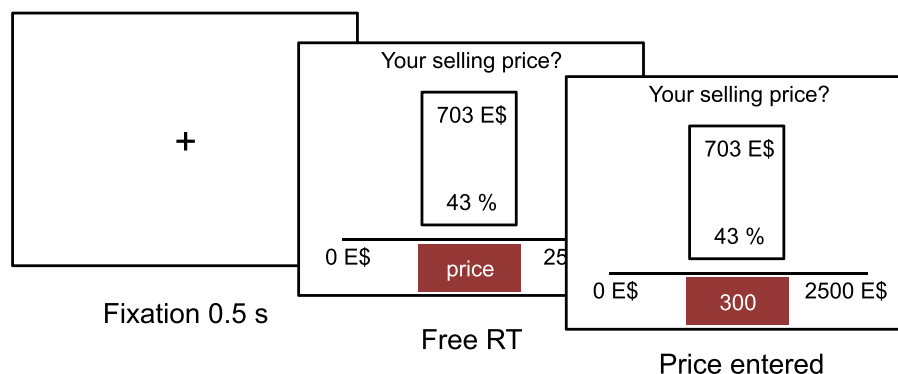 +
Fixation 0.5 s
Your selling price?
703 E$
43 %
0 E$
price
25
Free RT
Your selling price?
703 E$
43 %
0 E$
300
2500 E$
Price entered